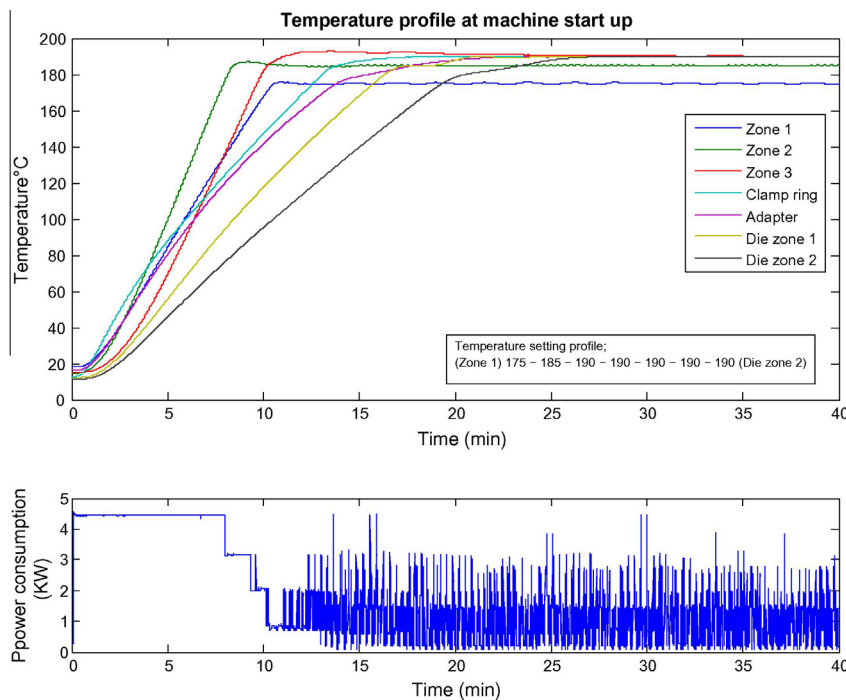 Temperature profile at machine start up
200
180
160
140
120
100
80
60
40
20
0
Temperature°C
Zone 1
Zone 2
Zone 3
Clamp ring
Adapter
Die zone 1
Die zone 2
Temperature setting profile;
(Zone 1) 175 − 185 − 190 − 190 − 190 − 190 − 190 (Die zone 2)
0 5 10 15 20 25 30 35 40
Time (min)
5
4
3
2
1
0
Ppower consumption
(KW)
0 5 10 15 20 25 30 35 40
Time (min)